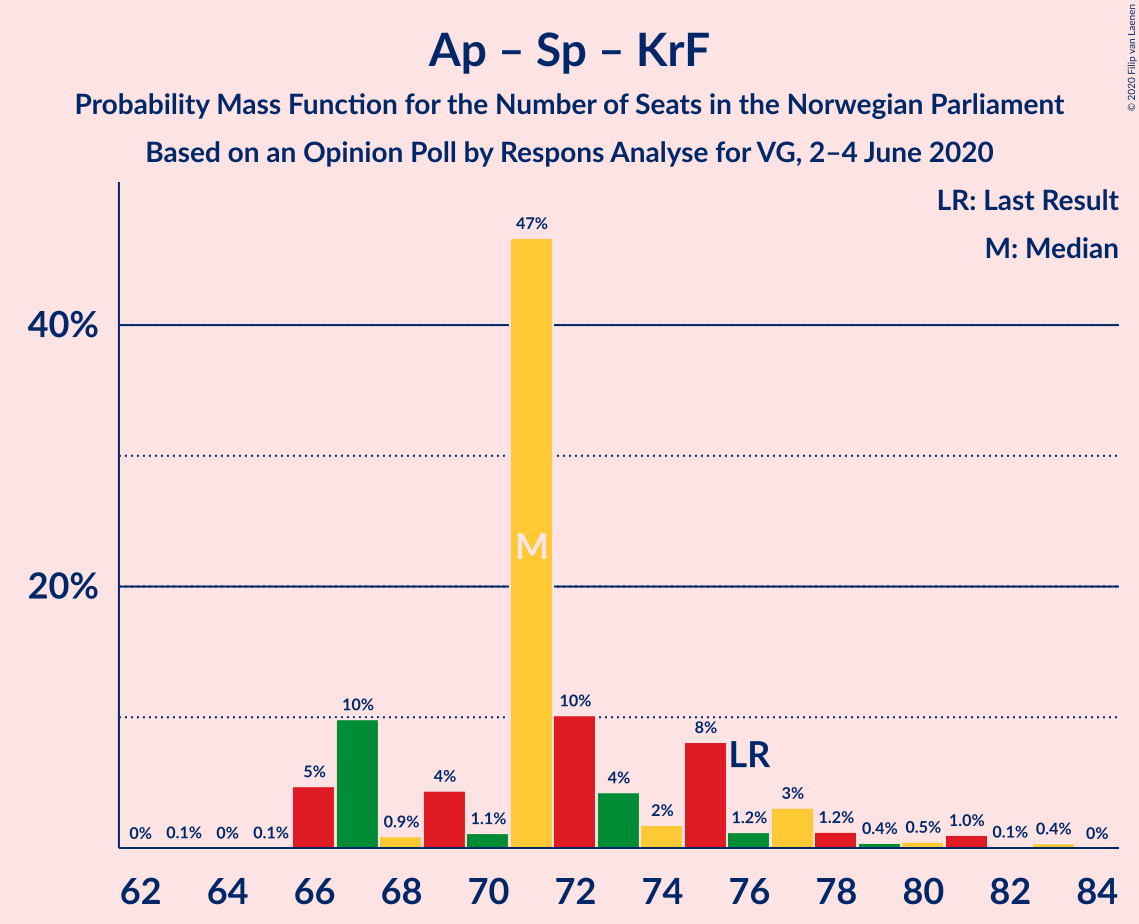 Ap – Sp – KrF
Probability Mass Function for the Number of Seats in the Norwegian Parliament
Based on an Opinion Poll by Respons Analyse for VG, 2–4 June 2020
© 2020 Filip van Laenen
LR: Last Result
M: Median
47%
40%
M
20%
10% 10%
8%
LR
5% 4% 4% 3%
2%
0% 0.1% 0% 0.1% 0.9% 1.1% 1.2% 1.2% 0.4% 0.5% 1.0% 0.1% 0.4% 0%
62 64 66 68 70 72 74 76 78 80 82 84